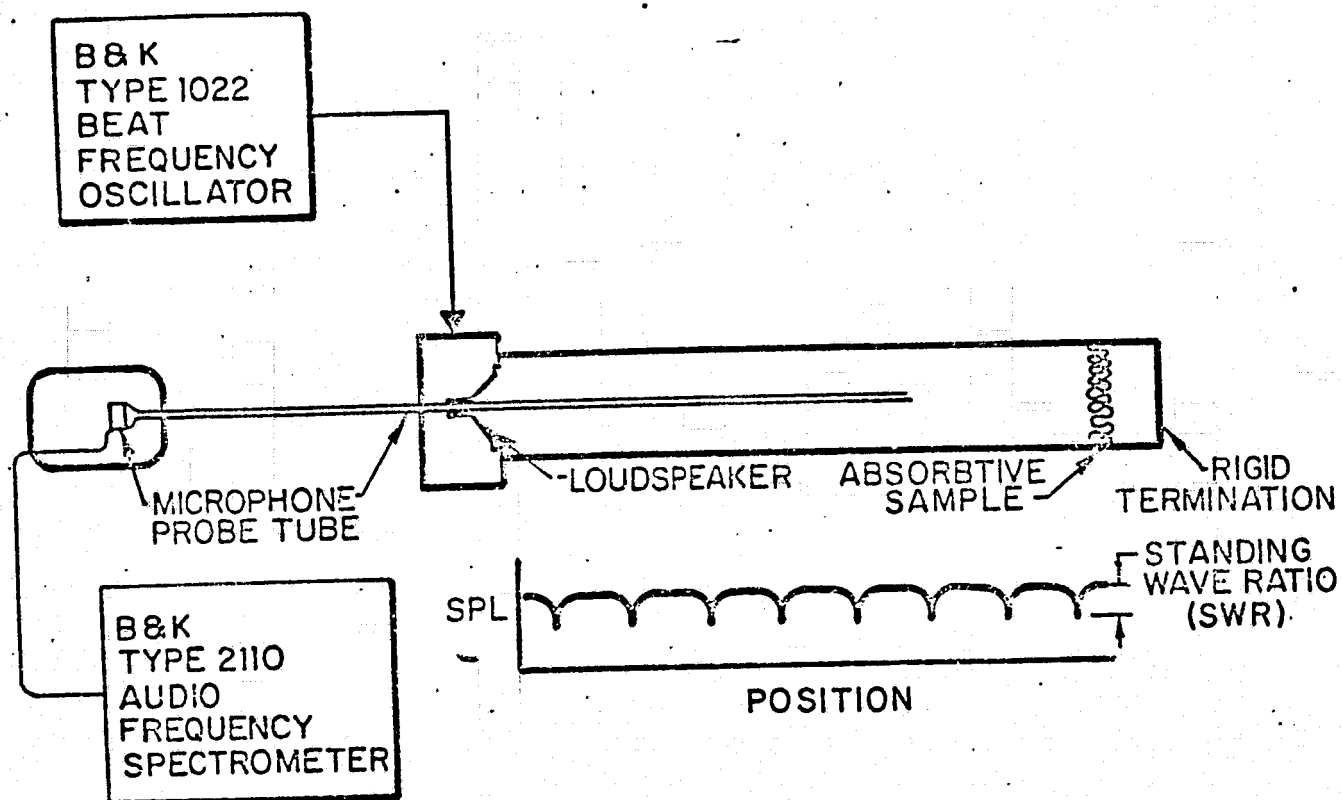 B & K
TYPE 1022
BEAT
FREQUENCY
OSCILLATOR
MICROPHONE
PROBE TUBE
LOUDSPEAKER
ABSORBTIVE
SAMPLE
RIGID
TERMINATION
SPL
STANDING
WAVE RATIO
(SWR)
POSITION
B & K
TYPE 2110
AUDIO
FREQUENCY
SPECTROMETER